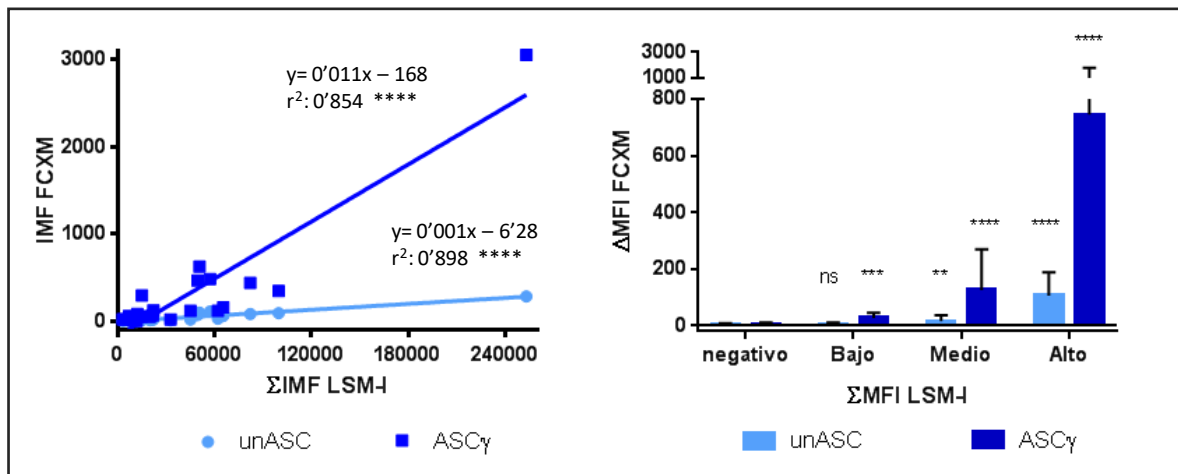 3000
2000
1000
0
IMF FCXM
y= 0'011x – 168
r²: 0'854 ****
y= 0'001x – 6'28
r²: 0'898 ****
0 60000 120000 180000 240000
ΣIMF LSM-I
unASC ASCγ
3000
1000
800
600
400
200
0
ΔMFI FCXM
ns *** ** **** **** ****
negativo Bajo Medio Alto
ΣMFI LSM-I
unASC ASCγ